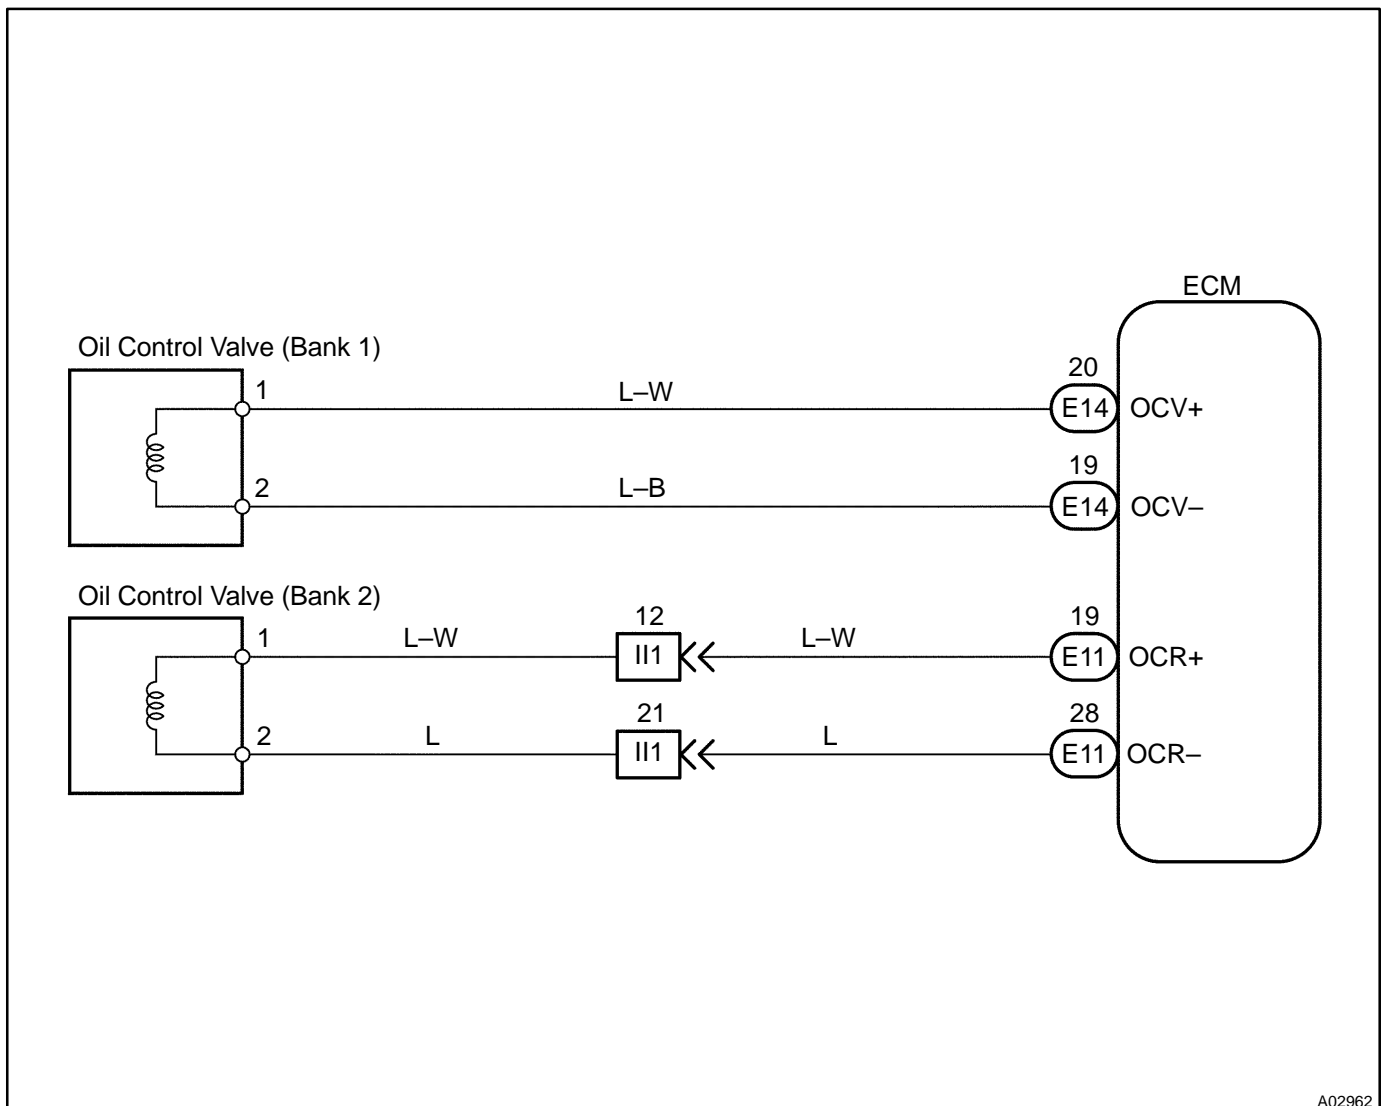 ECM
Oil Control Valve (Bank 1)
1
L–W
20
E14
OCV+
2
L–B
19
E14
OCV–
Oil Control Valve (Bank 2)
1
L–W
12
II1
L–W
19
E11
OCR+
2
L
21
II1
L
28
E11
OCR–
A02962